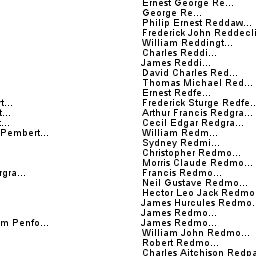 Ernest George Re...
George Re...
Philip Ernest Reddaw...
Frederick John Reddecli
William Reddingt...
Charles Reddi...
James Reddi...
David Charles Red...
Thomas Michael Red...
Ernest Redfe...
t... Frederick Sturge Redfe..
t... Arthur Francis Redgra...
t... Cecil Edgar Redgra...
Pembert... William Redm...
Sydney Redmi...
Christopher Redmo...
Morris Claude Redmo...
rgra... Francis Redmo...
Neil Gustave Redmo...
Hector Leo Jack Redmo
James Hurcules Redmo.
James Redmo...
m Penfo... James Redmo...
William John Redmo...
Robert Redmo...
Charles Aitchison Redpa